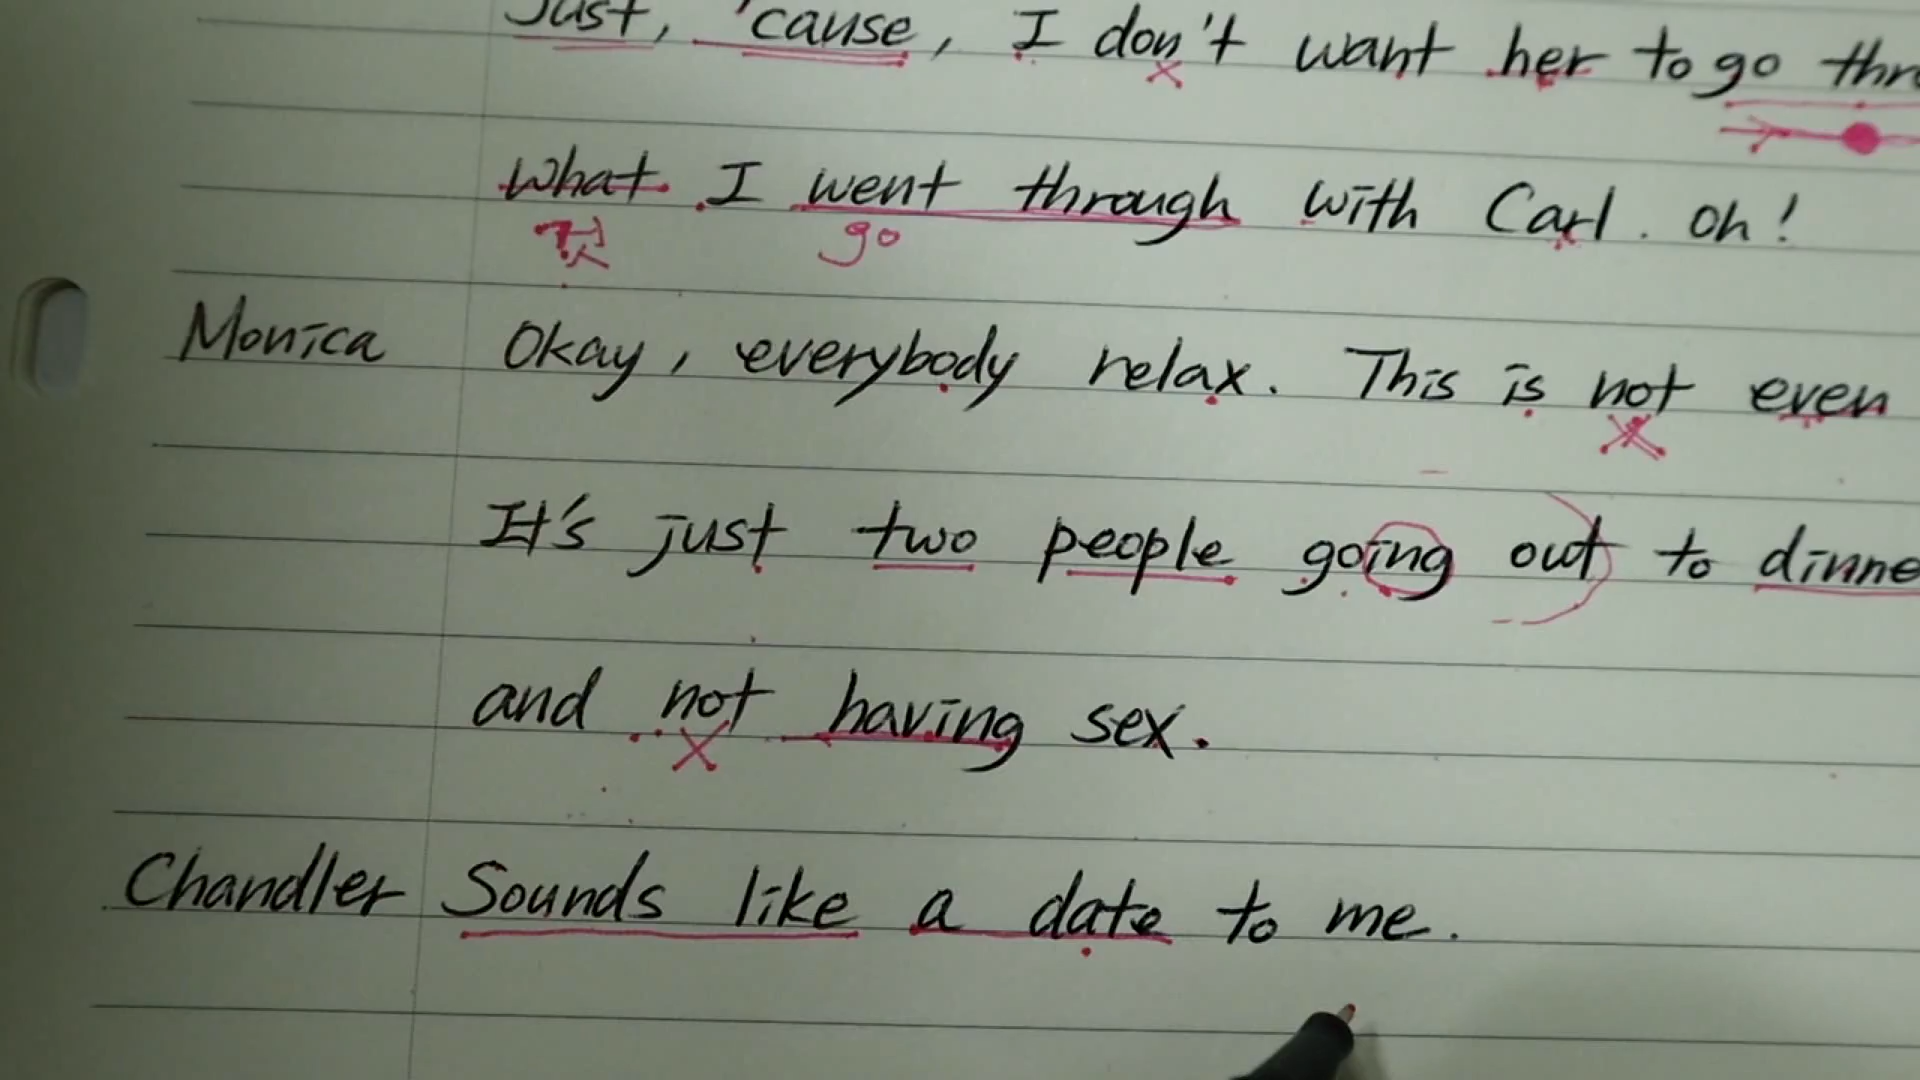 Just, 'cause, I don't want her to go thro
What I went through with Carl. Oh!
것 go
Monica Okay, everybody relax. This is not even
It's just two people going out to dinne
and not having sex.
Chandler Sounds like a date to me.